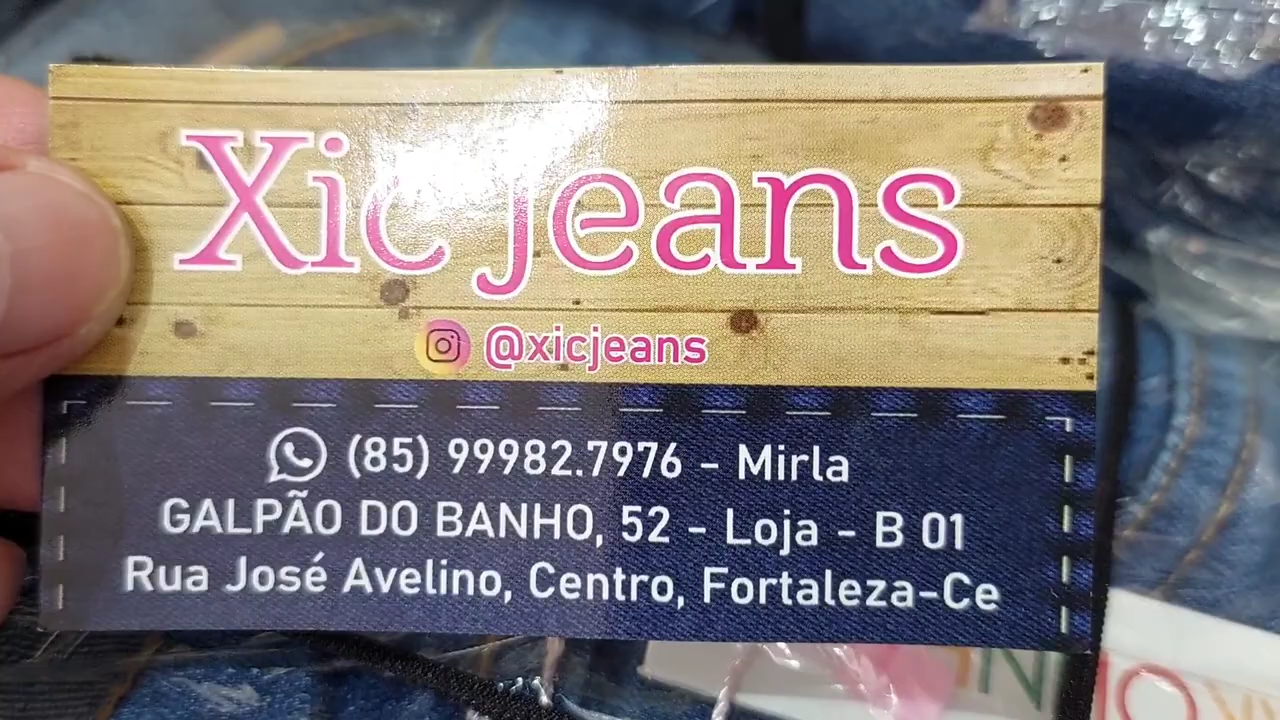 Xic Jeans
@xicjeans
(85) 99982.7976 - Mirla
GALPÃO DO BANHO, 52 - Loja - B 01
Rua José Avelino, Centro, Fortaleza-Ce